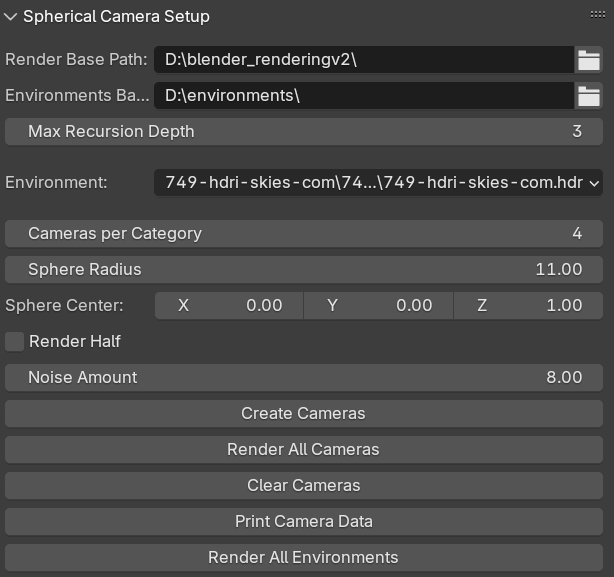 Spherical Camera Setup
Render Base Path: D:\blender_renderingv2\
Environments Ba... D:\environments\
Max Recursion Depth 3
Environment: 749-hdri-skies-com\74...\749-hdri-skies-com.hdr
Cameras per Category 4
Sphere Radius 11.00
Sphere Center: X 0.00 Y 0.00 Z 1.00
Render Half
Noise Amount 8.00
Create Cameras
Render All Cameras
Clear Cameras
Print Camera Data
Render All Environments